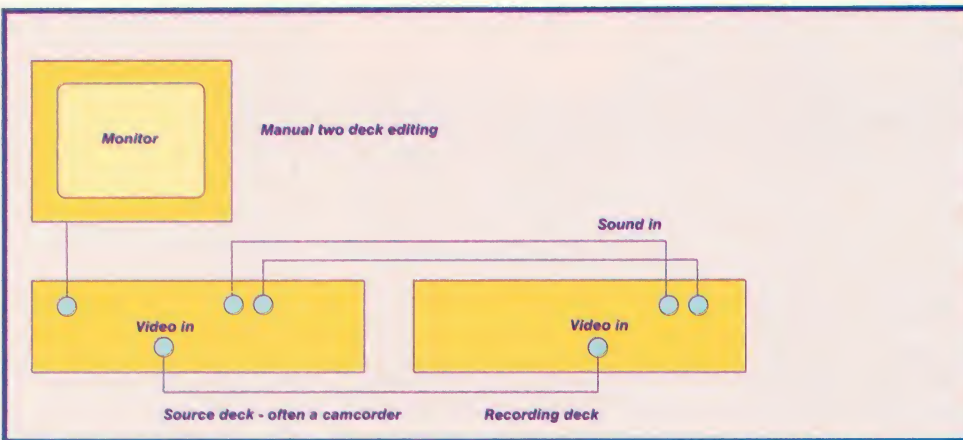 Monitor
Manual two deck editing
Sound in
Video in
Video in
Source deck - often a camcorder
Recording deck